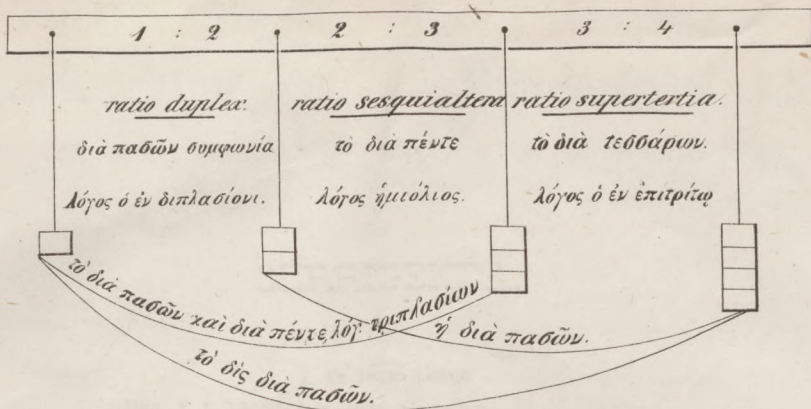 1 : 2 2 : 3 3 : 4
ratio duplex. ratio sesquialtera ratio supertertia.
διὰ πασῶν συμφωνία τὸ διὰ πέντε τὸ διὰ τεσσάρων.
λόγος ὁ ἐν διπλασίονι. λόγος ἡμιόλιος. λόγος ὁ ἐν ἐπιτρίτῳ
τὸ διὰ πασῶν καὶ διὰ πέντε, λόγ. τριπλασίων
ἡ διὰ πασῶν.
τὸ δὶς διὰ πασῶν.